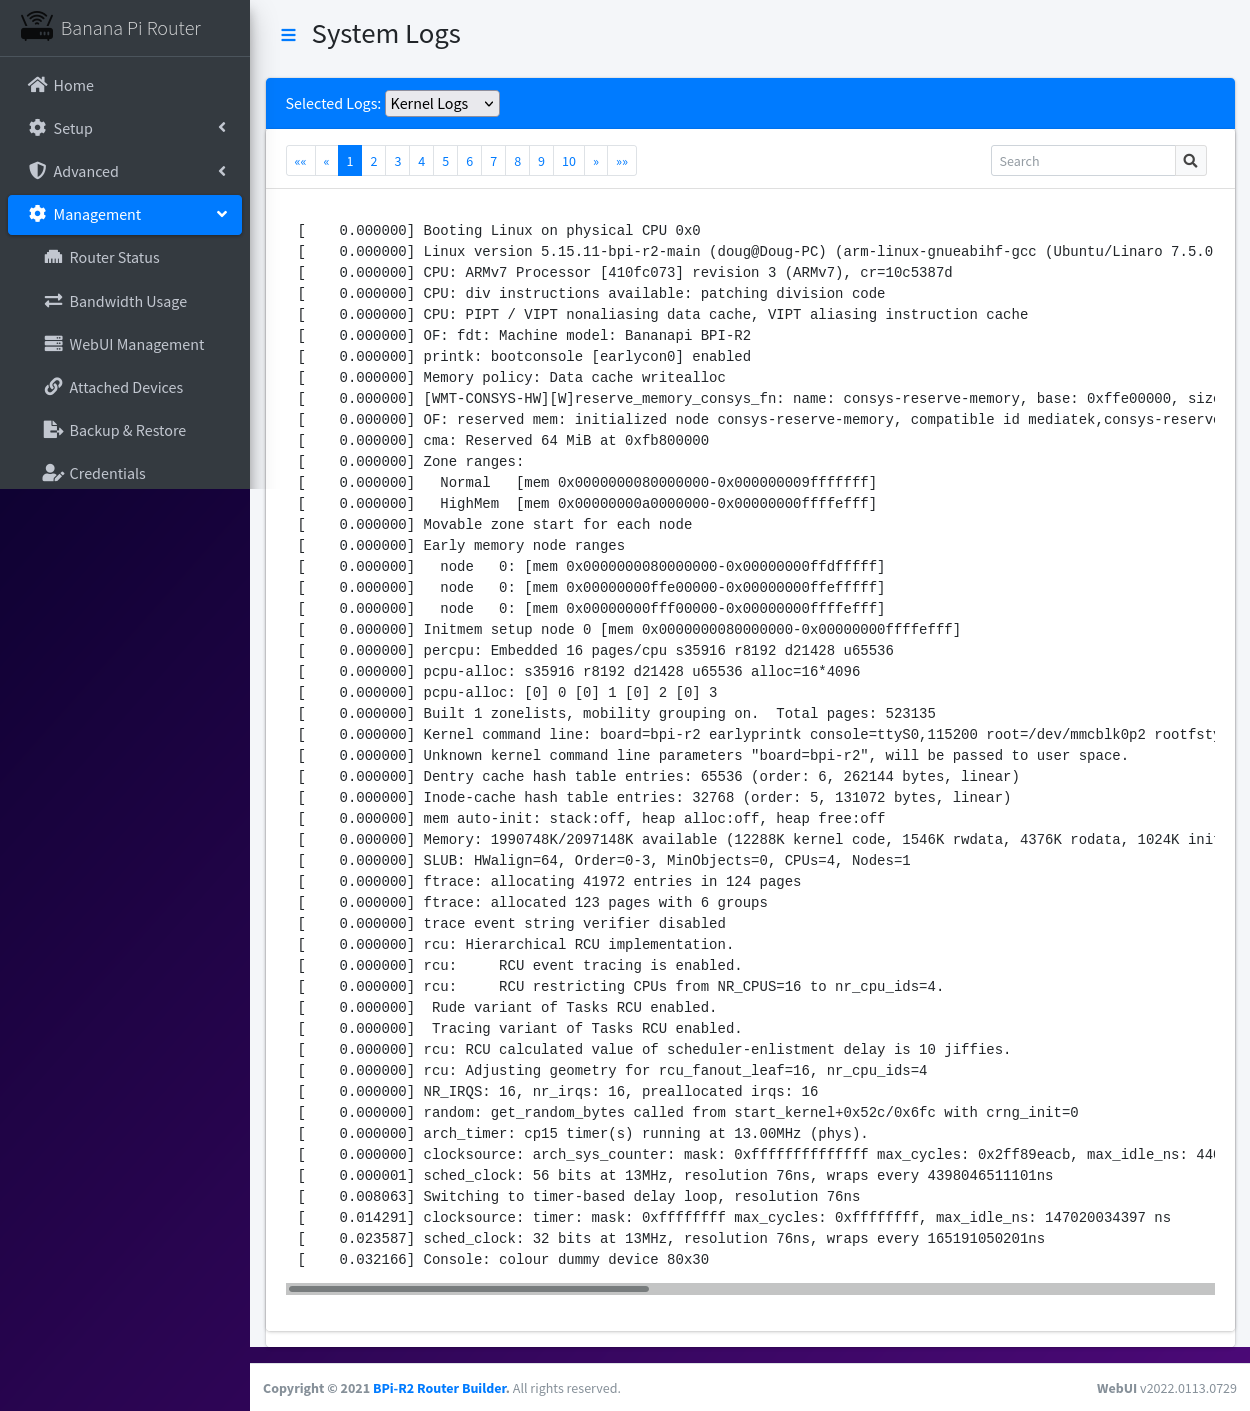 Banana Pi Router
Home
Setup
Advanced
Management
Router Status
Bandwidth Usage
WebUI Management
Attached Devices
Backup & Restore
Credentials
System Logs
Selected Logs: Kernel Logs
«« « 1 2 3 4 5 6 7 8 9 10 » »» Search
[    0.000000] Booting Linux on physical CPU 0x0
[    0.000000] Linux version 5.15.11-bpi-r2-main (doug@Doug-PC) (arm-linux-gnueabihf-gcc (Ubuntu/Linaro 7.5.0
[    0.000000] CPU: ARMv7 Processor [410fc073] revision 3 (ARMv7), cr=10c5387d
[    0.000000] CPU: div instructions available: patching division code
[    0.000000] CPU: PIPT / VIPT nonaliasing data cache, VIPT aliasing instruction cache
[    0.000000] OF: fdt: Machine model: Bananapi BPI-R2
[    0.000000] printk: bootconsole [earlycon0] enabled
[    0.000000] Memory policy: Data cache writealloc
[    0.000000] [WMT-CONSYS-HW][W]reserve_memory_consys_fn: name: consys-reserve-memory, base: 0xffe00000, size
[    0.000000] OF: reserved mem: initialized node consys-reserve-memory, compatible id mediatek,consys-reserve
[    0.000000] cma: Reserved 64 MiB at 0xfb800000
[    0.000000] Zone ranges:
[    0.000000]   Normal   [mem 0x0000000080000000-0x000000009fffffff]
[    0.000000]   HighMem  [mem 0x00000000a0000000-0x00000000ffffefff]
[    0.000000] Movable zone start for each node
[    0.000000] Early memory node ranges
[    0.000000]   node   0: [mem 0x0000000080000000-0x00000000ffdfffff]
[    0.000000]   node   0: [mem 0x00000000ffe00000-0x00000000ffefffff]
[    0.000000]   node   0: [mem 0x00000000fff00000-0x00000000ffffefff]
[    0.000000] Initmem setup node 0 [mem 0x0000000080000000-0x00000000ffffefff]
[    0.000000] percpu: Embedded 16 pages/cpu s35916 r8192 d21428 u65536
[    0.000000] pcpu-alloc: s35916 r8192 d21428 u65536 alloc=16*4096
[    0.000000] pcpu-alloc: [0] 0 [0] 1 [0] 2 [0] 3
[    0.000000] Built 1 zonelists, mobility grouping on.  Total pages: 523135
[    0.000000] Kernel command line: board=bpi-r2 earlyprintk console=ttyS0,115200 root=/dev/mmcblk0p2 rootfsty
[    0.000000] Unknown kernel command line parameters "board=bpi-r2", will be passed to user space.
[    0.000000] Dentry cache hash table entries: 65536 (order: 6, 262144 bytes, linear)
[    0.000000] Inode-cache hash table entries: 32768 (order: 5, 131072 bytes, linear)
[    0.000000] mem auto-init: stack:off, heap alloc:off, heap free:off
[    0.000000] Memory: 1990748K/2097148K available (12288K kernel code, 1546K rwdata, 4376K rodata, 1024K init
[    0.000000] SLUB: HWalign=64, Order=0-3, MinObjects=0, CPUs=4, Nodes=1
[    0.000000] ftrace: allocating 41972 entries in 124 pages
[    0.000000] ftrace: allocated 123 pages with 6 groups
[    0.000000] trace event string verifier disabled
[    0.000000] rcu: Hierarchical RCU implementation.
[    0.000000] rcu:     RCU event tracing is enabled.
[    0.000000] rcu:     RCU restricting CPUs from NR_CPUS=16 to nr_cpu_ids=4.
[    0.000000]  Rude variant of Tasks RCU enabled.
[    0.000000]  Tracing variant of Tasks RCU enabled.
[    0.000000] rcu: RCU calculated value of scheduler-enlistment delay is 10 jiffies.
[    0.000000] rcu: Adjusting geometry for rcu_fanout_leaf=16, nr_cpu_ids=4
[    0.000000] NR_IRQS: 16, nr_irqs: 16, preallocated irqs: 16
[    0.000000] random: get_random_bytes called from start_kernel+0x52c/0x6fc with crng_init=0
[    0.000000] arch_timer: cp15 timer(s) running at 13.00MHz (phys).
[    0.000000] clocksource: arch_sys_counter: mask: 0xffffffffffffff max_cycles: 0x2ff89eacb, max_idle_ns: 440
[    0.000001] sched_clock: 56 bits at 13MHz, resolution 76ns, wraps every 4398046511101ns
[    0.008063] Switching to timer-based delay loop, resolution 76ns
[    0.014291] clocksource: timer: mask: 0xffffffff max_cycles: 0xffffffff, max_idle_ns: 147020034397 ns
[    0.023587] sched_clock: 32 bits at 13MHz, resolution 76ns, wraps every 165191050201ns
[    0.032166] Console: colour dummy device 80x30
Copyright © 2021 BPi-R2 Router Builder. All rights reserved.
WebUI v2022.0113.0729